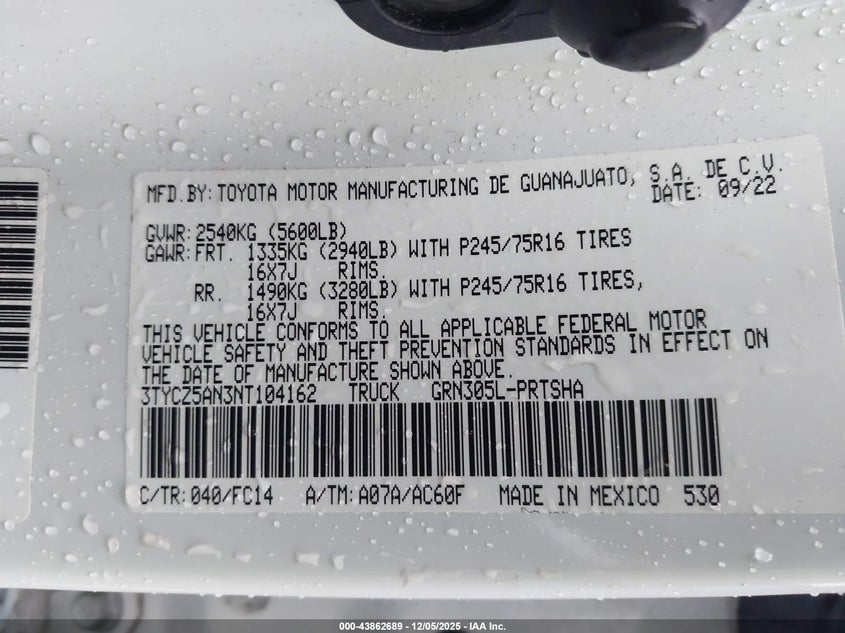 MFD.BY: TOYOTA MOTOR MANUFACTURING DE GUANAJUATO, S.A. DE C.V.
DATE: 09/22
GVWR: 2540KG (5600LB)
GAWR: FRT. 1335KG (2940LB) WITH P245/75R16 TIRES
16X7J RIMS.
RR. 1490KG (3280LB) WITH P245/75R16 TIRES,
16X7J RIMS.
THIS VEHICLE CONFORMS TO ALL APPLICABLE FEDERAL MOTOR
VEHICLE SAFETY AND THEFT PREVENTION STANDARDS IN EFFECT ON
THE DATE OF MANUFACTURE SHOWN ABOVE.
3TYCZ5AN3NT104162 TRUCK GRN305L-PRTSHA
C/TR: 040/FC14 A/TM: A07A/AC60F MADE IN MEXICO 530
000-43862689 - 12/05/2025 - IAA Inc.